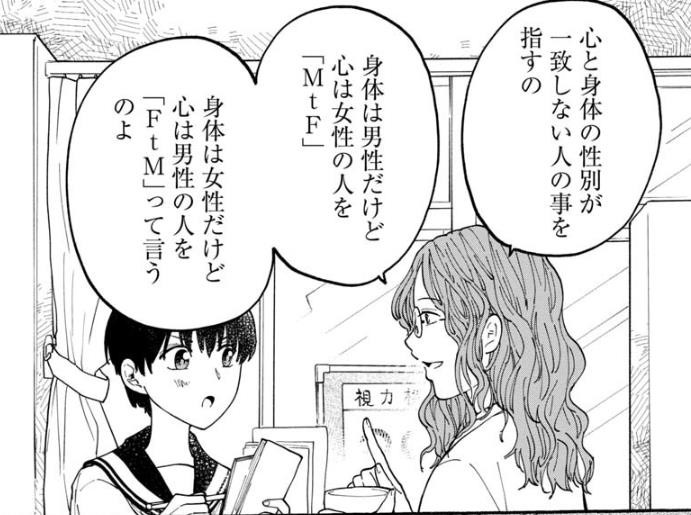 心と身体の性別が
一致しない人の事を
指すの
身体は男性だけど
心は女性の人を
「MtF」
身体は女性だけど
心は男性の人を
「FtM」って言う
のよ
視力